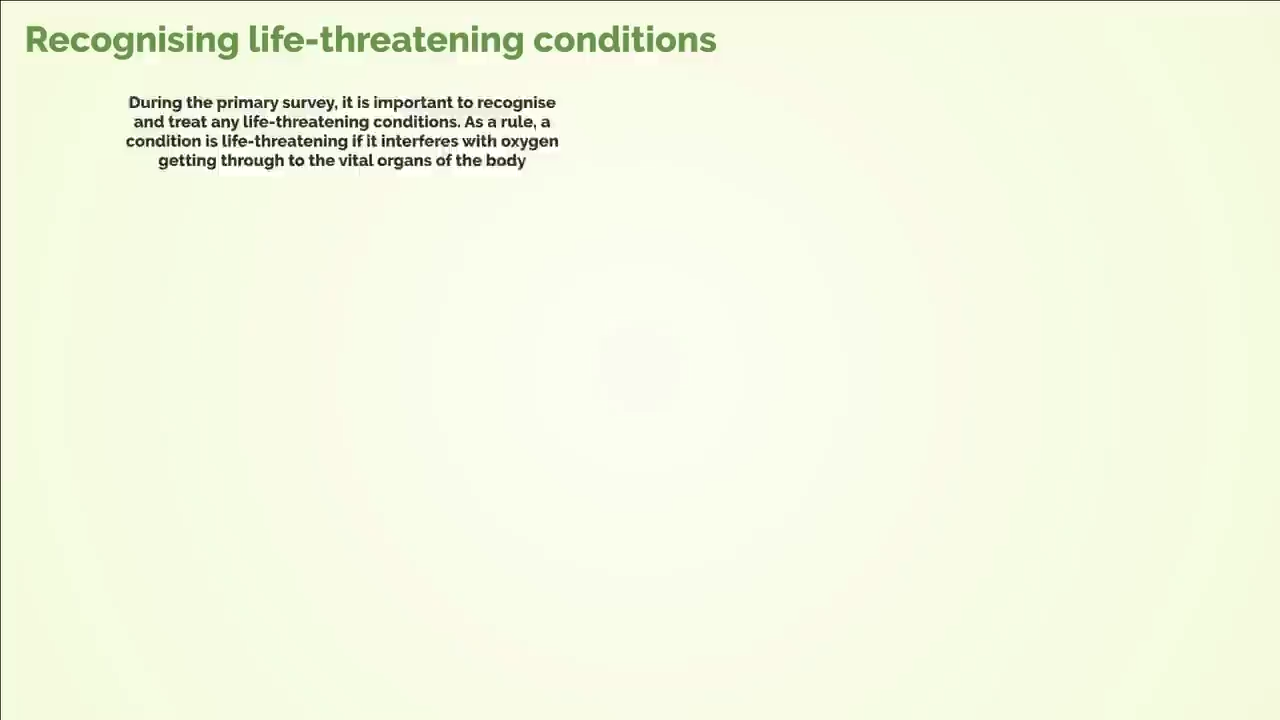 Recognising life-threatening conditions
During the primary survey, it is important to recognise
and treat any life-threatening conditions. As a rule, a
condition is life-threatening if it interferes with oxygen
getting through to the vital organs of the body